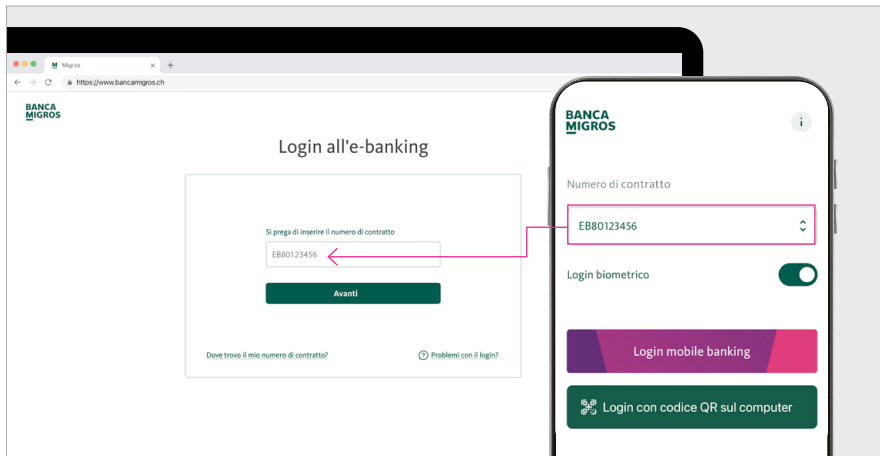 Migros
https://www.bancamigros.ch
BANCA
MIGROS
Login all'e-banking
Si prega di inserire il numero di contratto
EB80123456
Avanti
Dove trovo il mio numero di contratto?
? Problemi con il login?
BANCA
MIGROS
i
Numero di contratto
EB80123456
Login biometrico
Login mobile banking
Login con codice QR sul computer